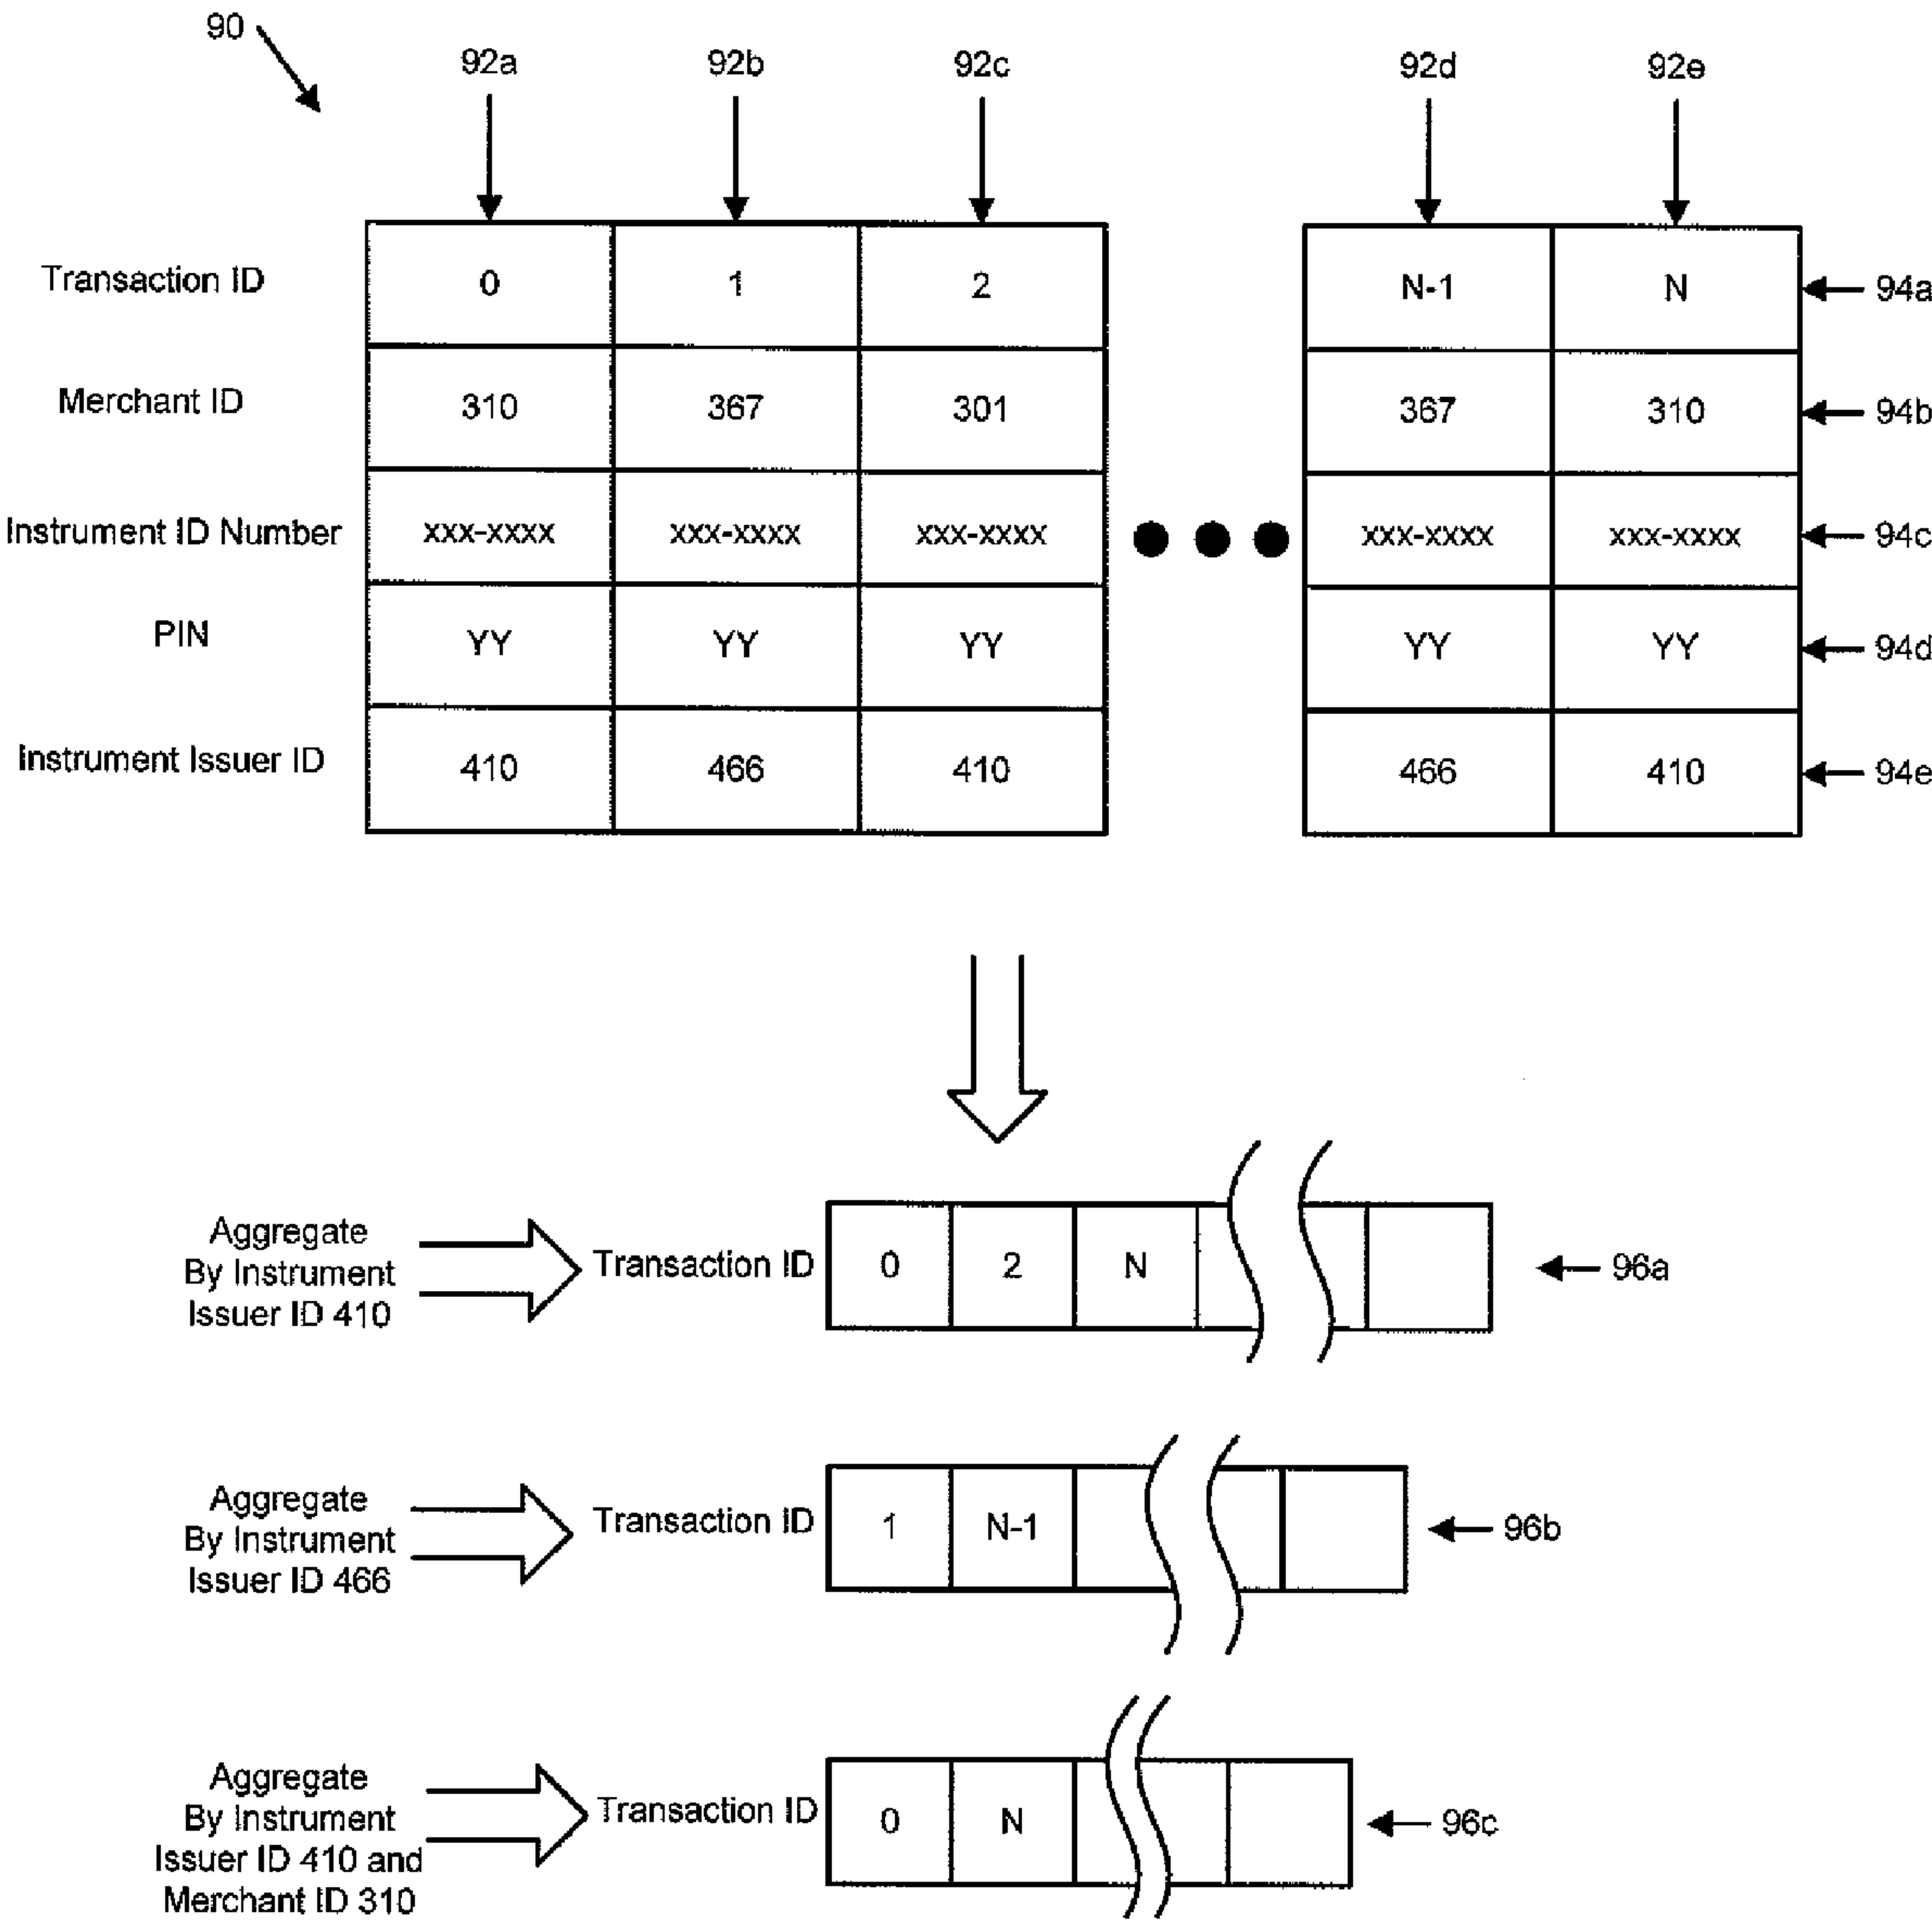 90
92a 92b 92c 92d 92e
Transaction ID 0 1 2 N-1 N 94a
Merchant ID 310 367 301 367 310 94b
Instrument ID Number xxx-xxxx xxx-xxxx xxx-xxxx xxx-xxxx xxx-xxxx 94c
PIN YY YY YY YY YY 94d
Instrument Issuer ID 410 466 410 466 410 94e
Aggregate
By Instrument
Issuer ID 410
Transaction ID 0 2 N 96a
Aggregate
By Instrument
Issuer ID 466
Transaction ID 1 N-1 96b
Aggregate
By Instrument
Issuer ID 410 and
Merchant ID 310
Transaction ID 0 N 96c